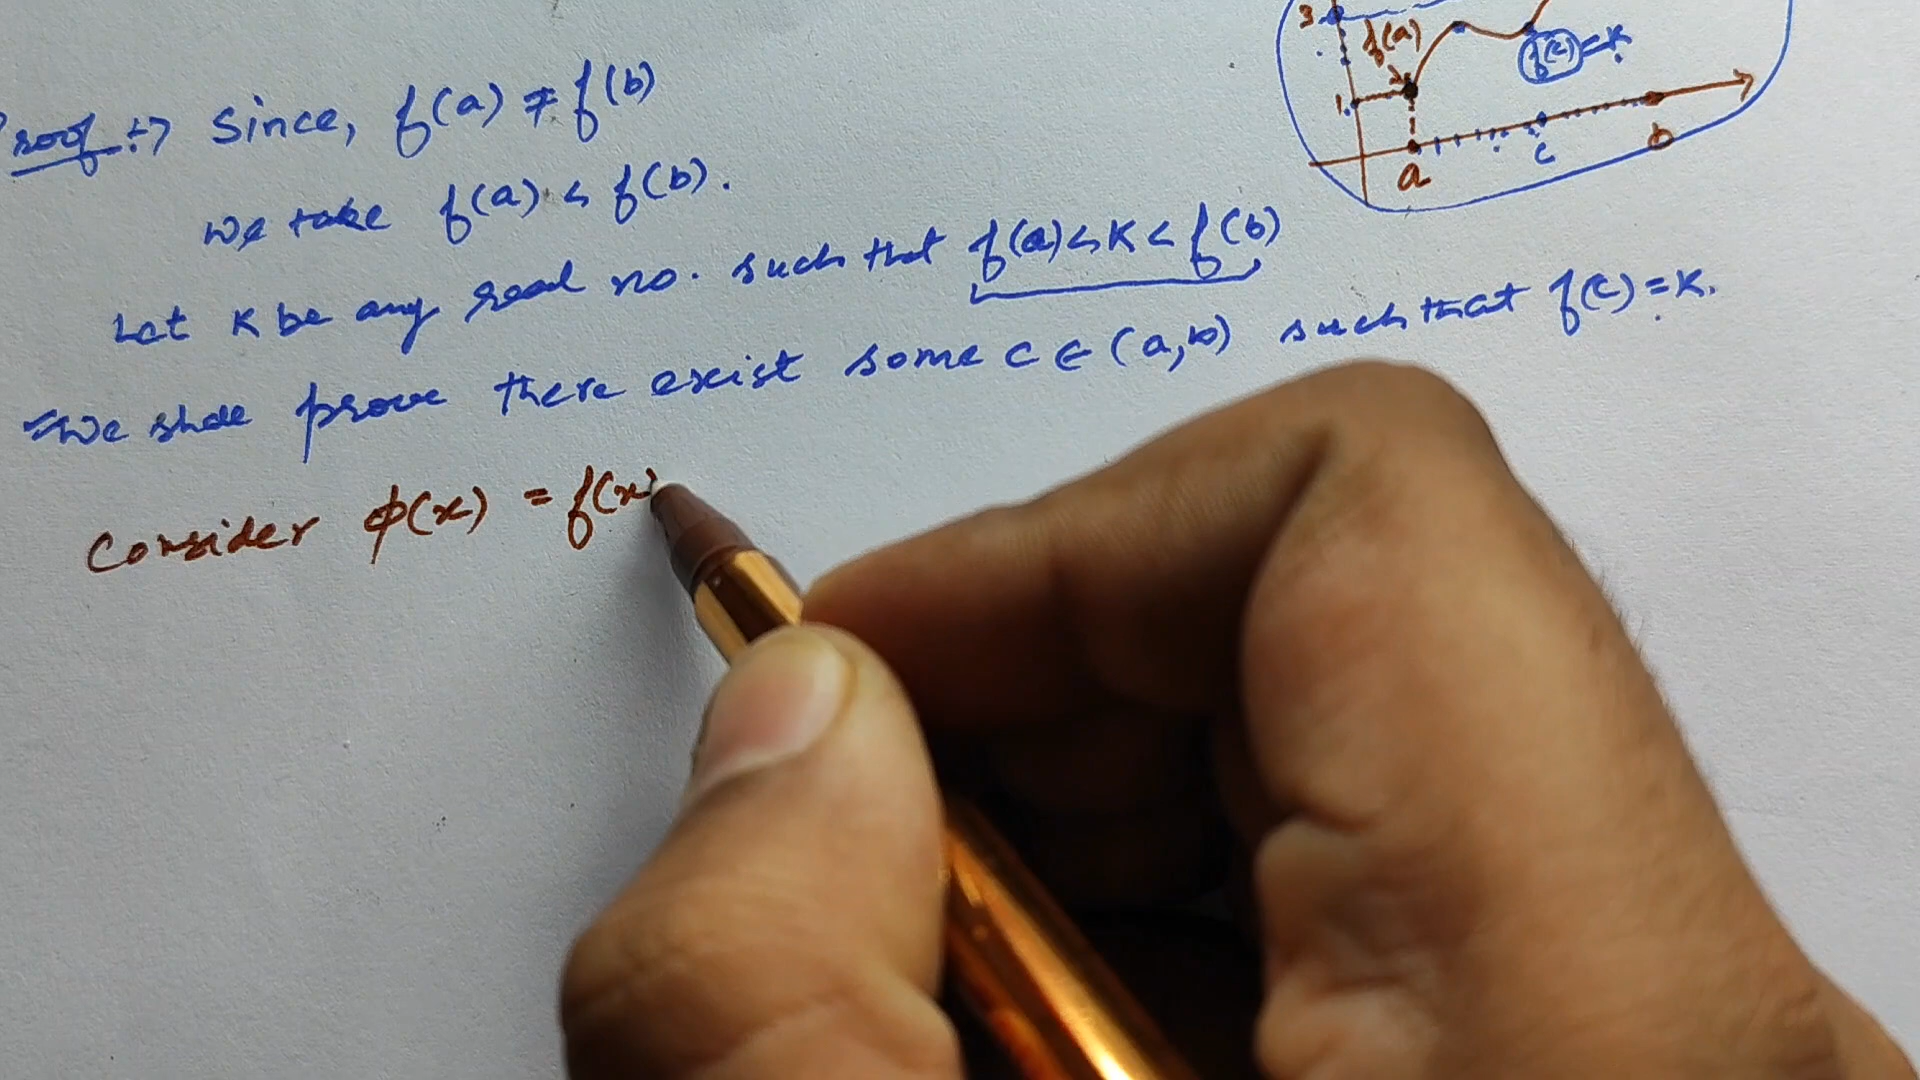 Proof :→ Since, f(a) ≠ f(b)
We take f(a) < f(b).
Let K be any real no. such that f(a) < K < f(b)
We shall prove there exist some c ∈ (a,b) such that f(c) = K.
Consider φ(x) = f(x)
3
f(a)
f(c) = K
1
a
c
b